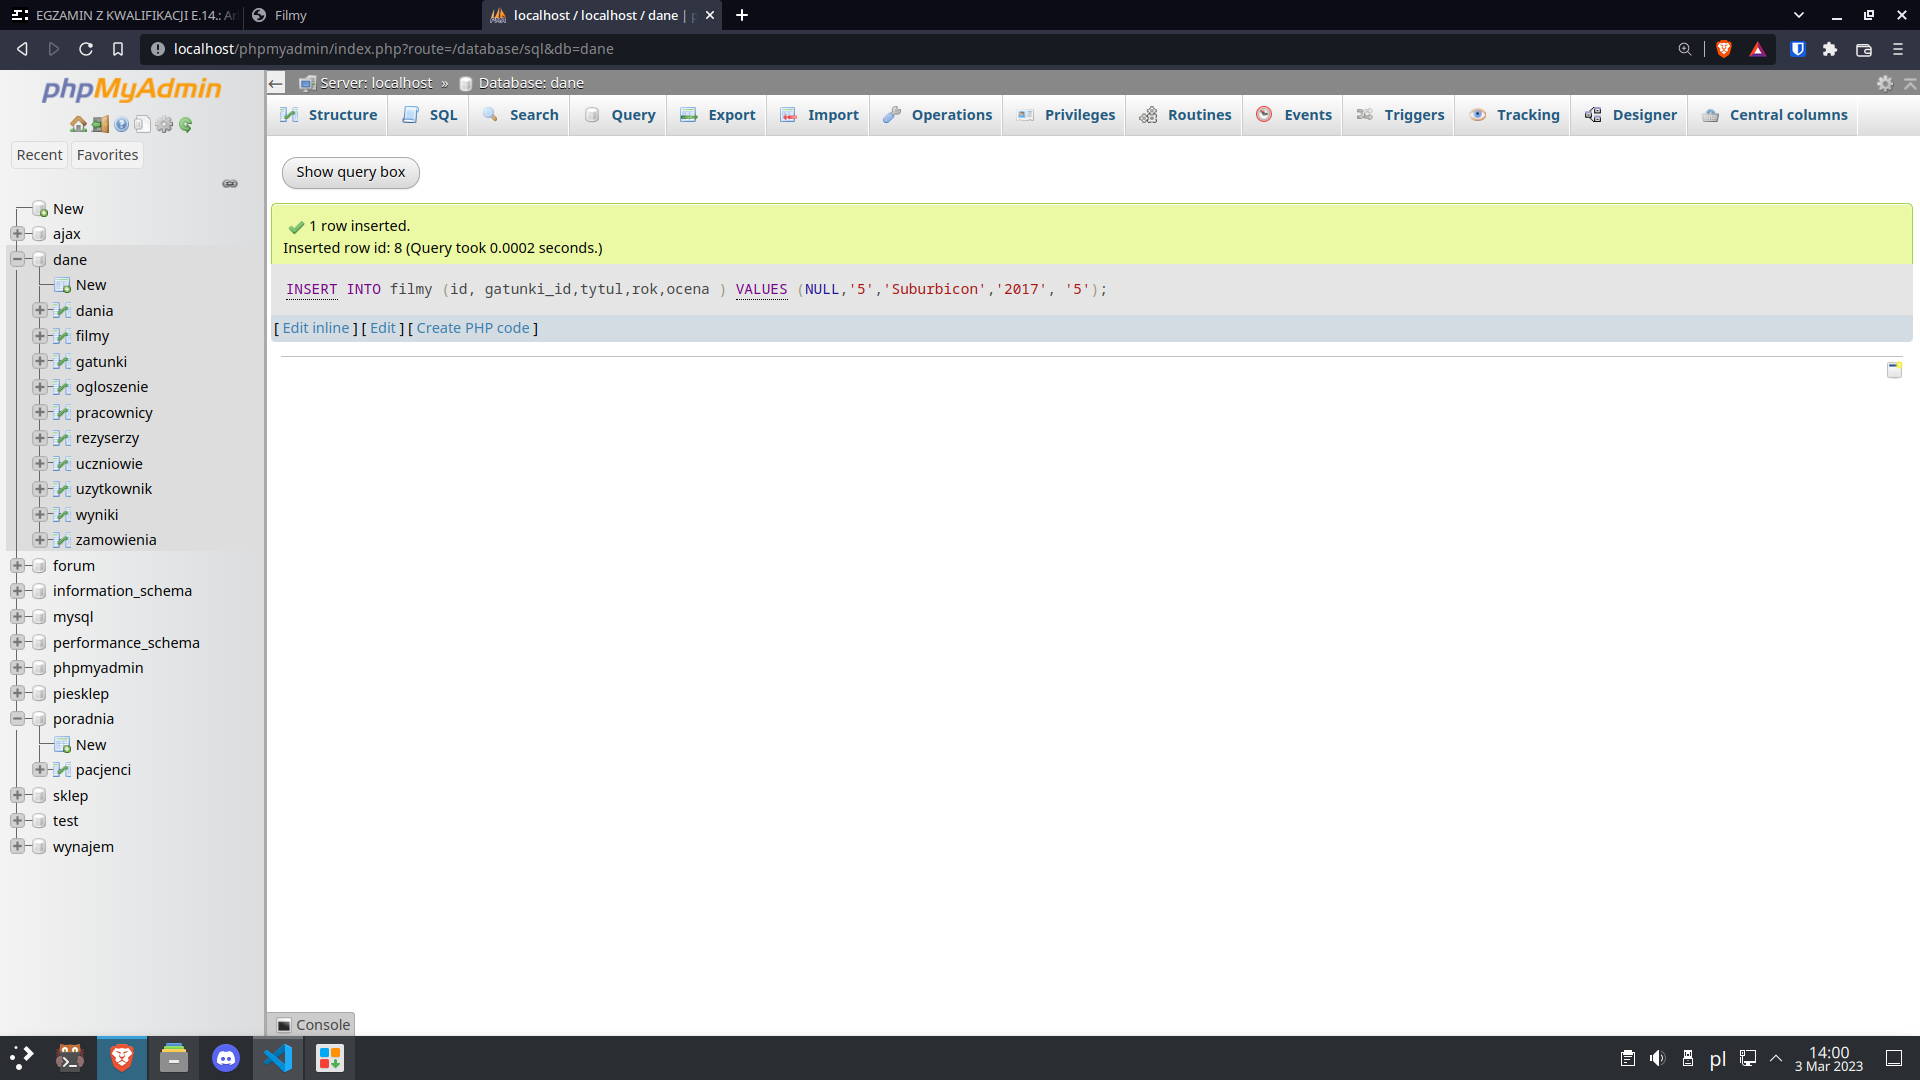 EGZAMIN Z KWALIFIKACJI E.14.: Ar
Filmy
localhost / localhost / dane | p
localhost/phpmyadmin/index.php?route=/database/sql&db=dane
phpMyAdmin
Recent
Favorites
New
ajax
dane
New
dania
filmy
gatunki
ogloszenie
pracownicy
rezyserzy
uczniowie
uzytkownik
wyniki
zamowienia
forum
information_schema
mysql
performance_schema
phpmyadmin
piesklep
poradnia
New
pacjenci
sklep
test
wynajem
Server: localhost » Database: dane
Structure
SQL
Search
Query
Export
Import
Operations
Privileges
Routines
Events
Triggers
Tracking
Designer
Central columns
Show query box
1 row inserted.
Inserted row id: 8 (Query took 0.0002 seconds.)
INSERT INTO filmy (id, gatunki_id,tytul,rok,ocena ) VALUES (NULL,'5','Suburbicon','2017', '5');
[ Edit inline ] [ Edit ] [ Create PHP code ]
Console
pl
14:00
3 Mar 2023